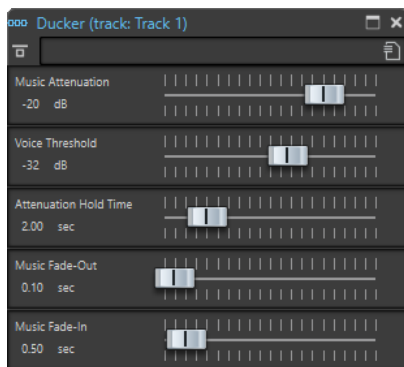 Ducker (track: Track 1)
Music Attenuation
-20 dB
Voice Threshold
-32 dB
Attenuation Hold Time
2.00 sec
Music Fade-Out
0.10 sec
Music Fade-In
0.50 sec